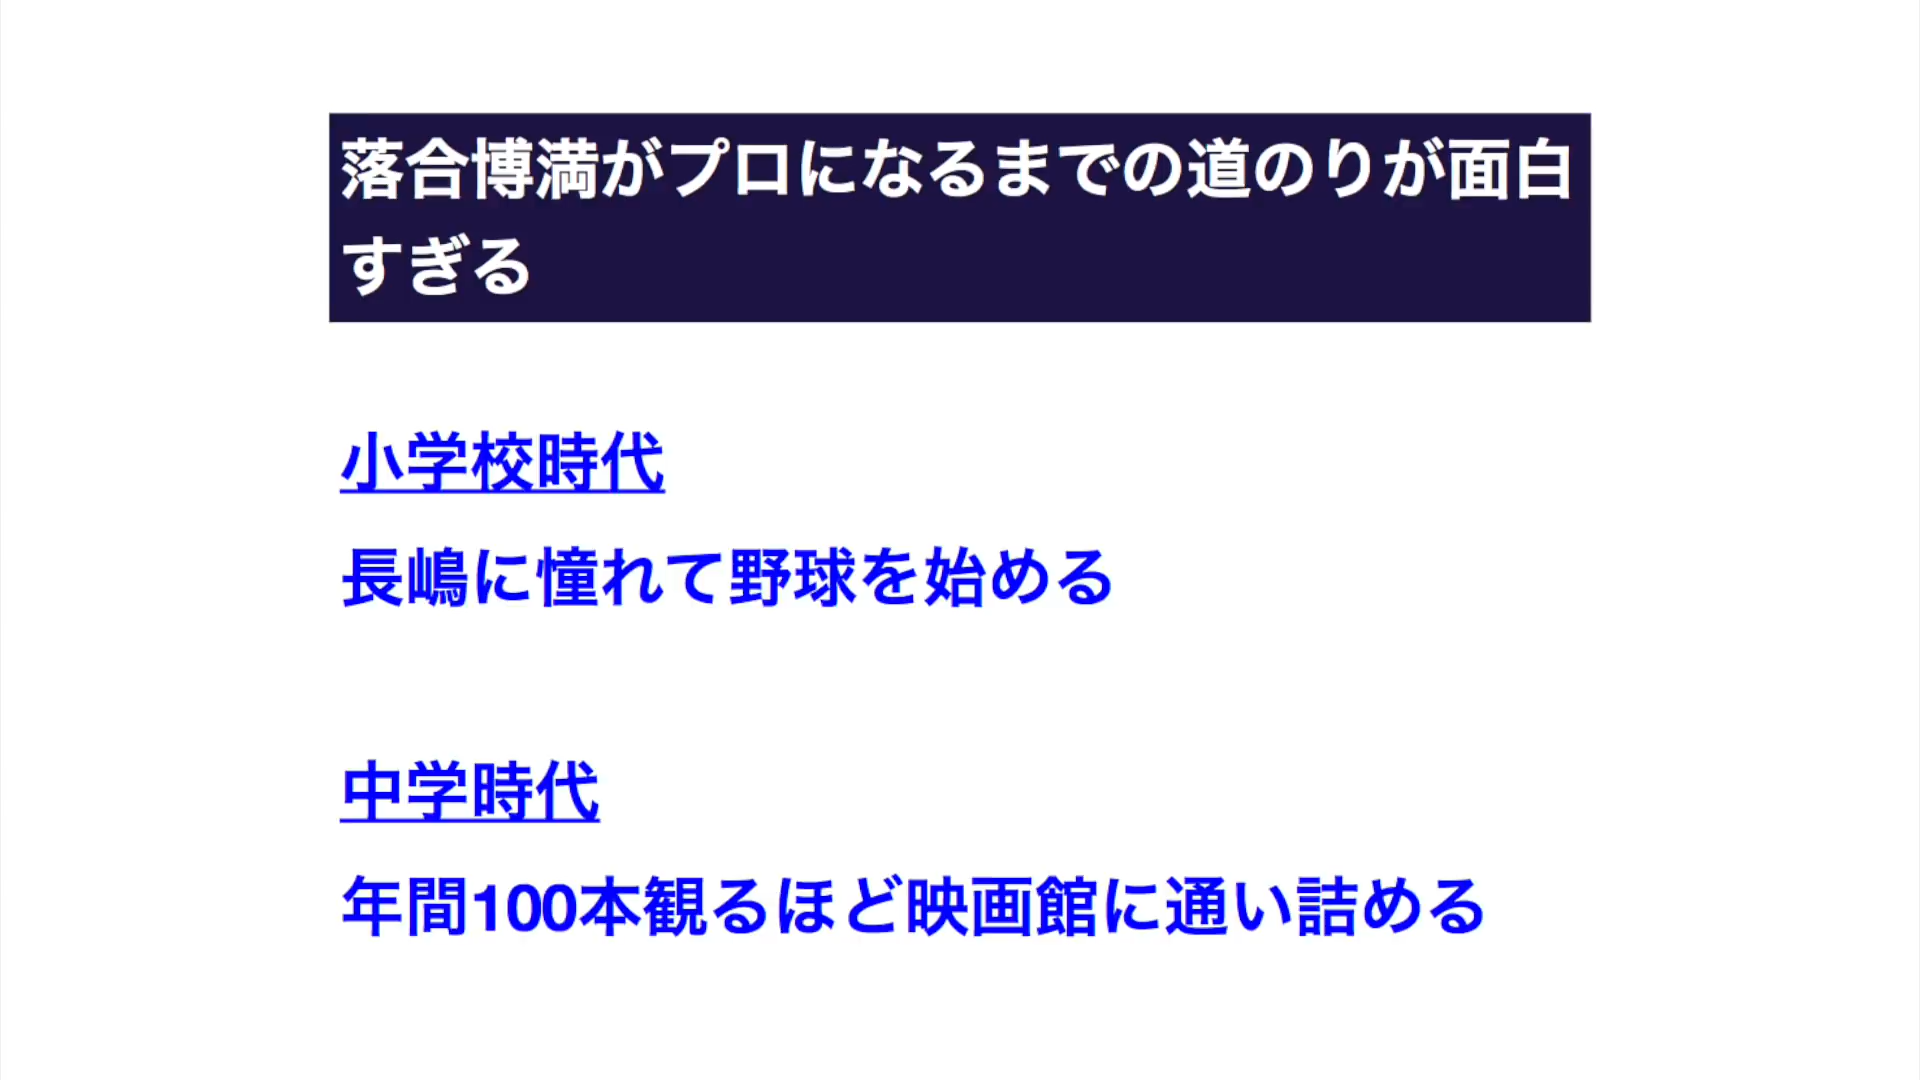 落合博満がプロになるまでの道のりが面白
すぎる
小学校時代
長嶋に憧れて野球を始める
中学時代
年間100本観るほど映画館に通い詰める